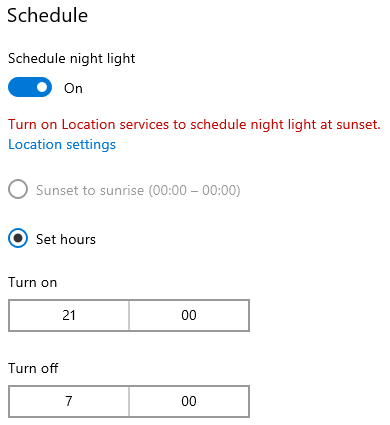 Schedule
Schedule night light
On
Turn on Location services to schedule night light at sunset.
Location settings
Sunset to sunrise (00:00 – 00:00)
Set hours
Turn on
21 00
Turn off
7 00